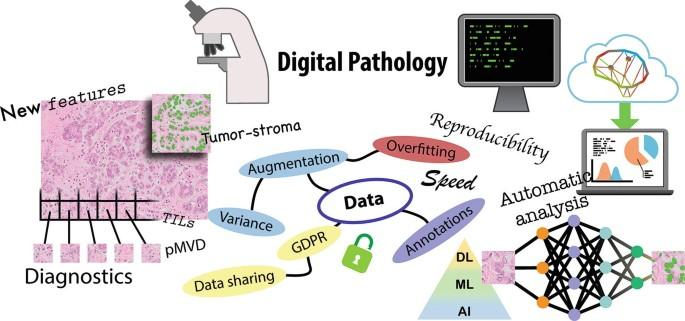 Digital Pathology
New features
Tumor-stroma
TILs
pMVD
Diagnostics
Augmentation
Overfitting
Variance
Data
Speed
Reproducibility
Annotations
GDPR
Data sharing
Automatic
analysis
DL
ML
AI